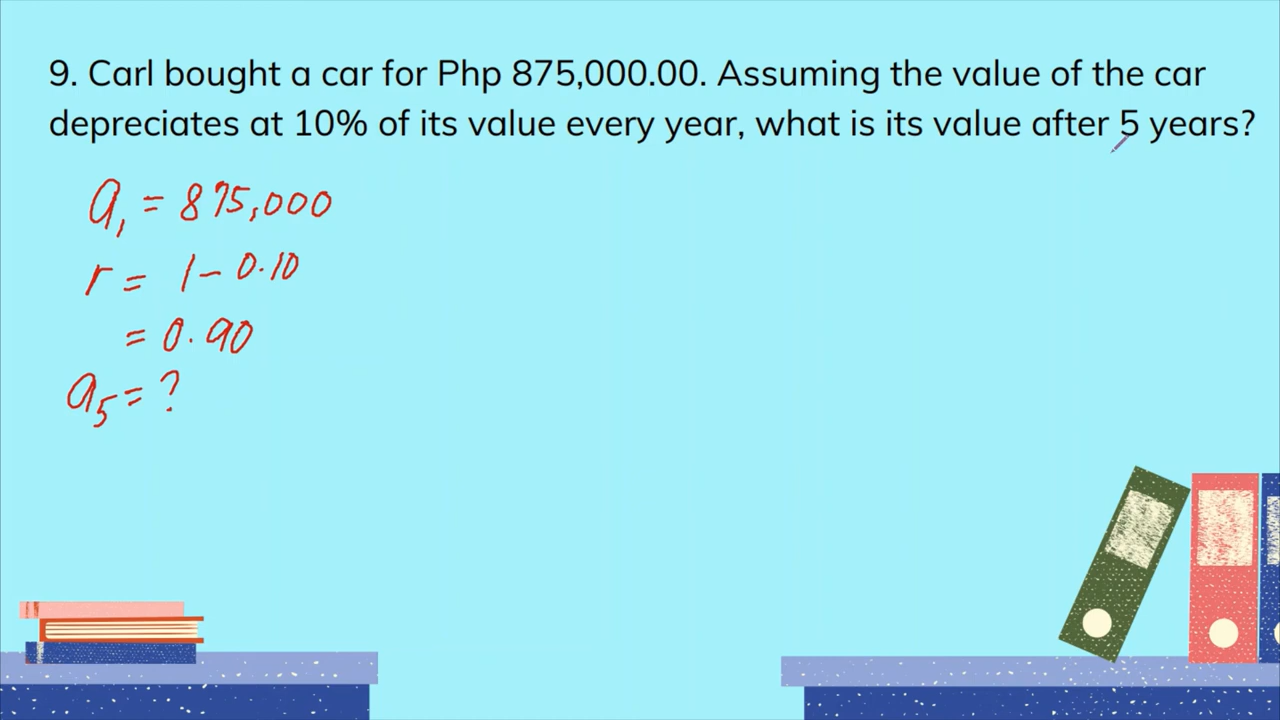 9. Carl bought a car for Php 875,000.00. Assuming the value of the car
depreciates at 10% of its value every year, what is its value after 5 years?
a₁ = 875,000
r = 1 - 0.10
= 0.90
a₅ = ?